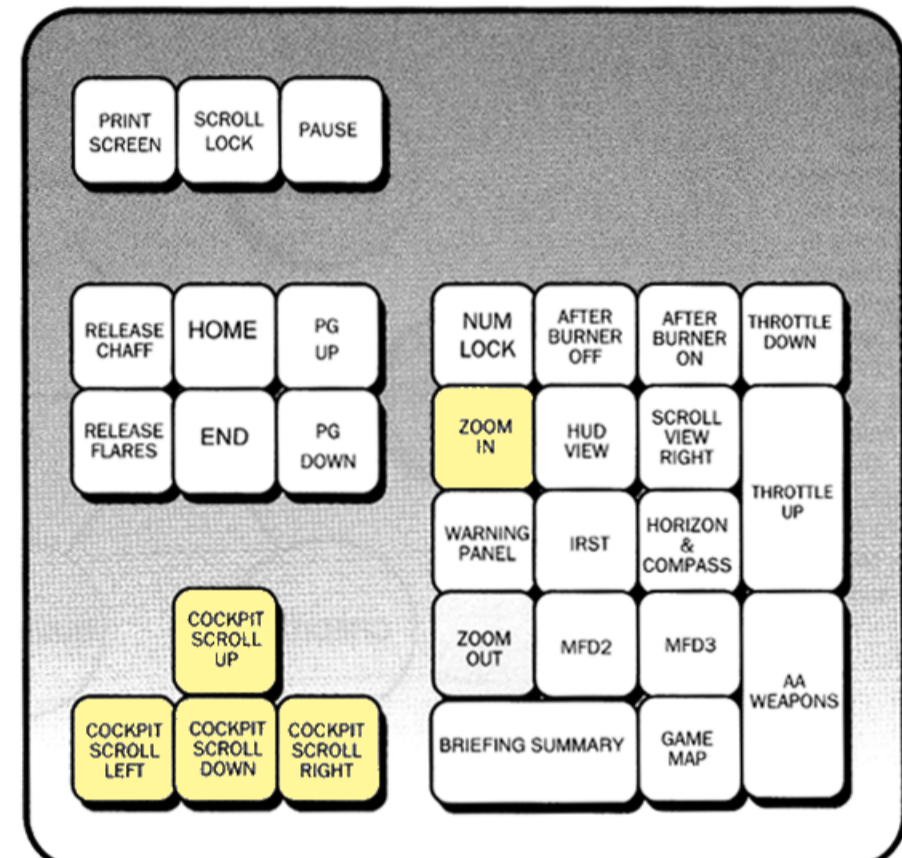 PRINT
SCREEN
SCROLL
LOCK
PAUSE
RELEASE
CHAFF
HOME
PG
UP
NUM
LOCK
AFTER
BURNER
OFF
AFTER
BURNER
ON
THROTTLE
DOWN
RELEASE
FLARES
END
PG
DOWN
ZOOM
IN
HUD
VIEW
SCROLL
VIEW
RIGHT
THROTTLE
UP
WARNING
PANEL
IRST
HORIZON
&
COMPASS
COCKPIT
SCROLL
UP
ZOOM
OUT
MFD2
MFD3
AA
WEAPONS
COCKPIT
SCROLL
LEFT
COCKPIT
SCROLL
DOWN
COCKPIT
SCROLL
RIGHT
BRIEFING SUMMARY
GAME
MAP